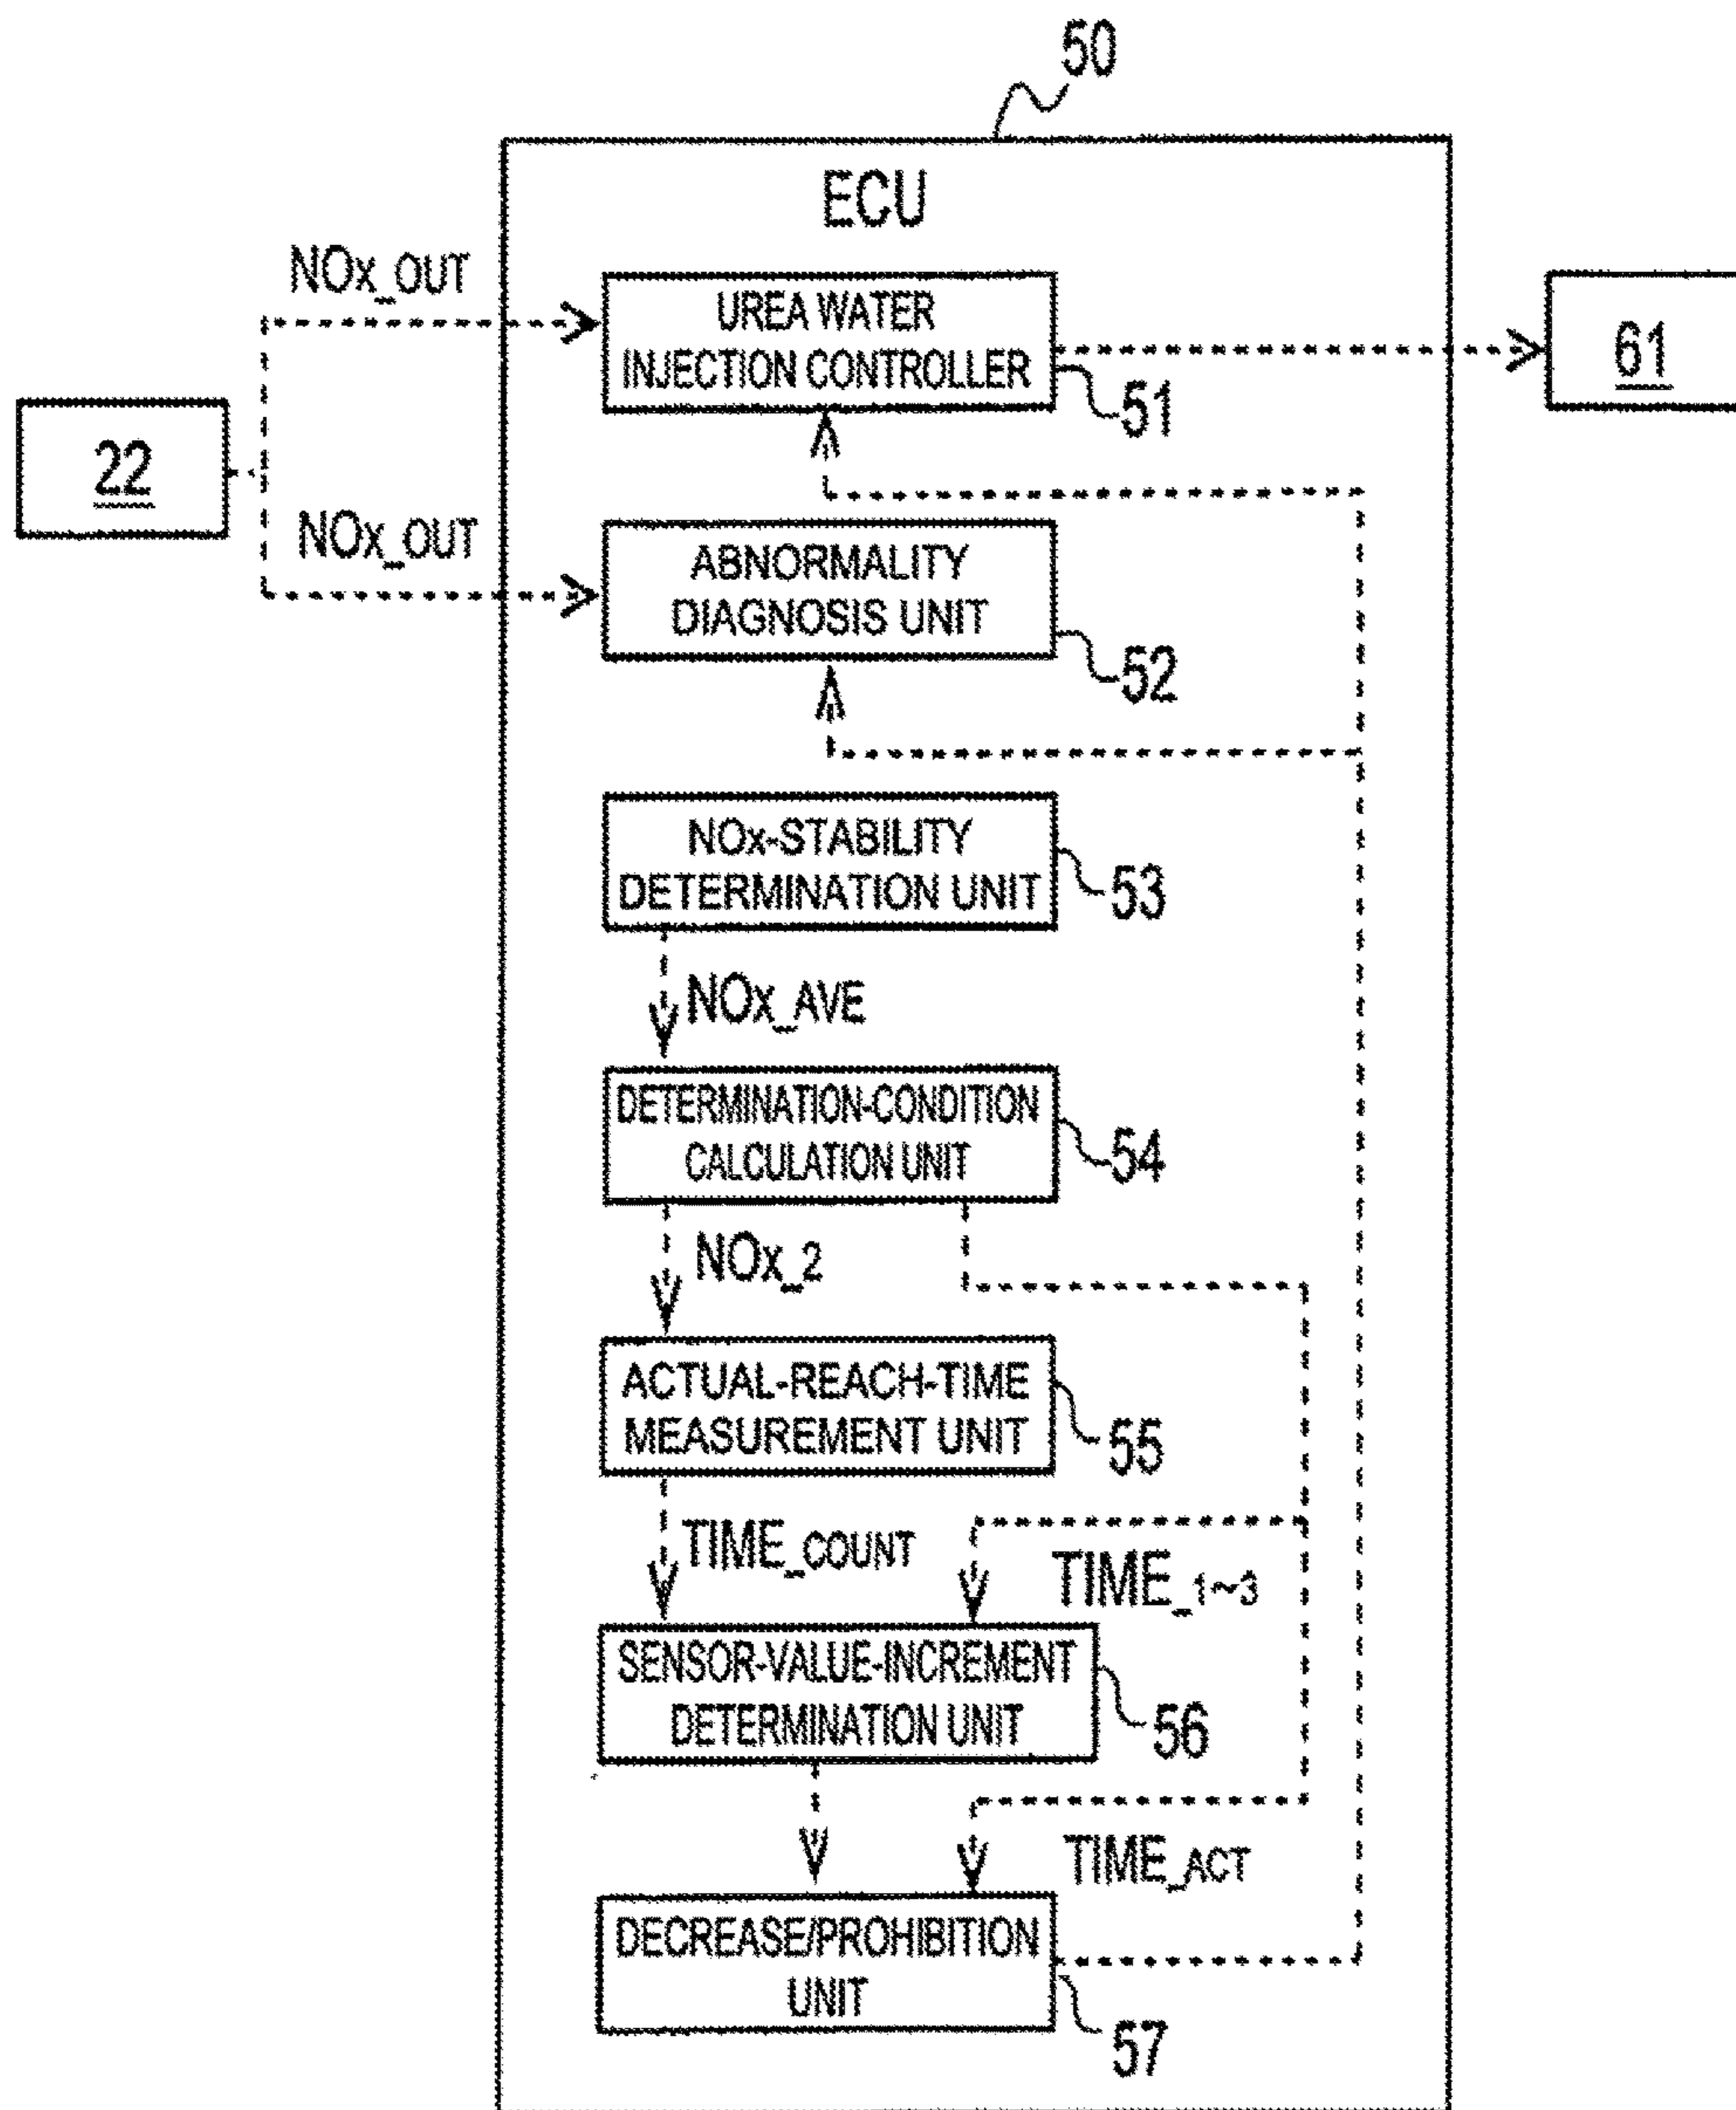 50
ECU
NOx_OUT
UREA WATER
INJECTION CONTROLLER
51
61
22
NOx_OUT
ABNORMALITY
DIAGNOSIS UNIT
52
NOx-STABILITY
DETERMINATION UNIT
53
NOx_AVE
DETERMINATION-CONDITION
CALCULATION UNIT
54
NOx_2
ACTUAL-REACH-TIME
MEASUREMENT UNIT
55
TIME_COUNT
TIME_1~3
SENSOR-VALUE-INCREMENT
DETERMINATION UNIT
56
TIME_ACT
DECREASE/PROHIBITION
UNIT
57